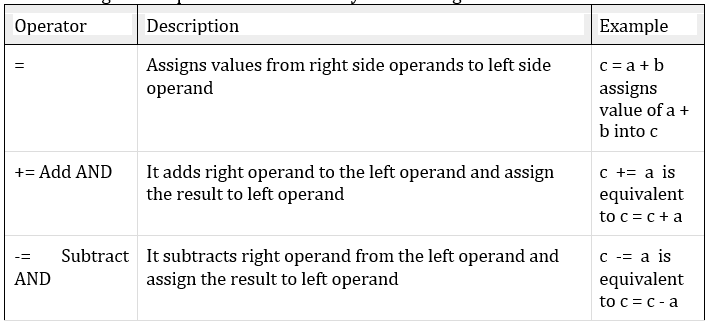 Operator Description Example
= Assigns values from right side operands to left side c = a + b
operand assigns
value of a +
b into c
+= Add AND It adds right operand to the left operand and assign c += a is
the result to left operand equivalent
to c = c + a
-= Subtract It subtracts right operand from the left operand and c -= a is
AND assign the result to left operand equivalent
to c = c - a